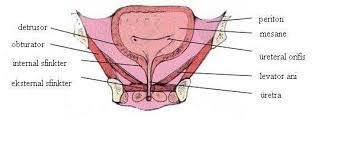 detrusor
obturator
internal sfinkter
eksternal sfinkter
periton
mesane
üreteral orifis
levator ani
üretra